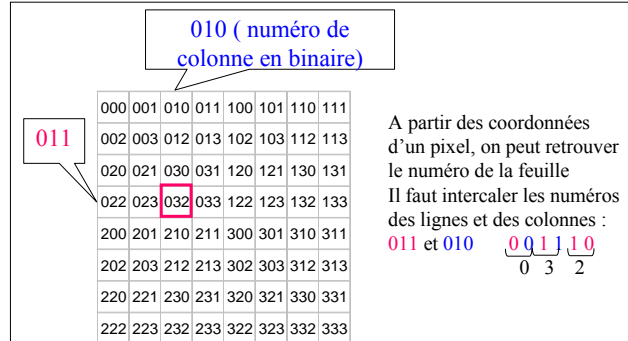 010 ( numéro de
colonne en binaire)
011
000 001 010 011 100 101 110 111
002 003 012 013 102 103 112 113
020 021 030 031 120 121 130 131
022 023 032 033 122 123 132 133
200 201 210 211 300 301 310 311
202 203 212 213 302 303 312 313
220 221 230 231 320 321 330 331
222 223 232 233 322 323 332 333
A partir des coordonnées
d'un pixel, on peut retrouver
le numéro de la feuille
Il faut intercaler les numéros
des lignes et des colonnes :
011 et 010 0 0 1 1 1 0
0 3 2